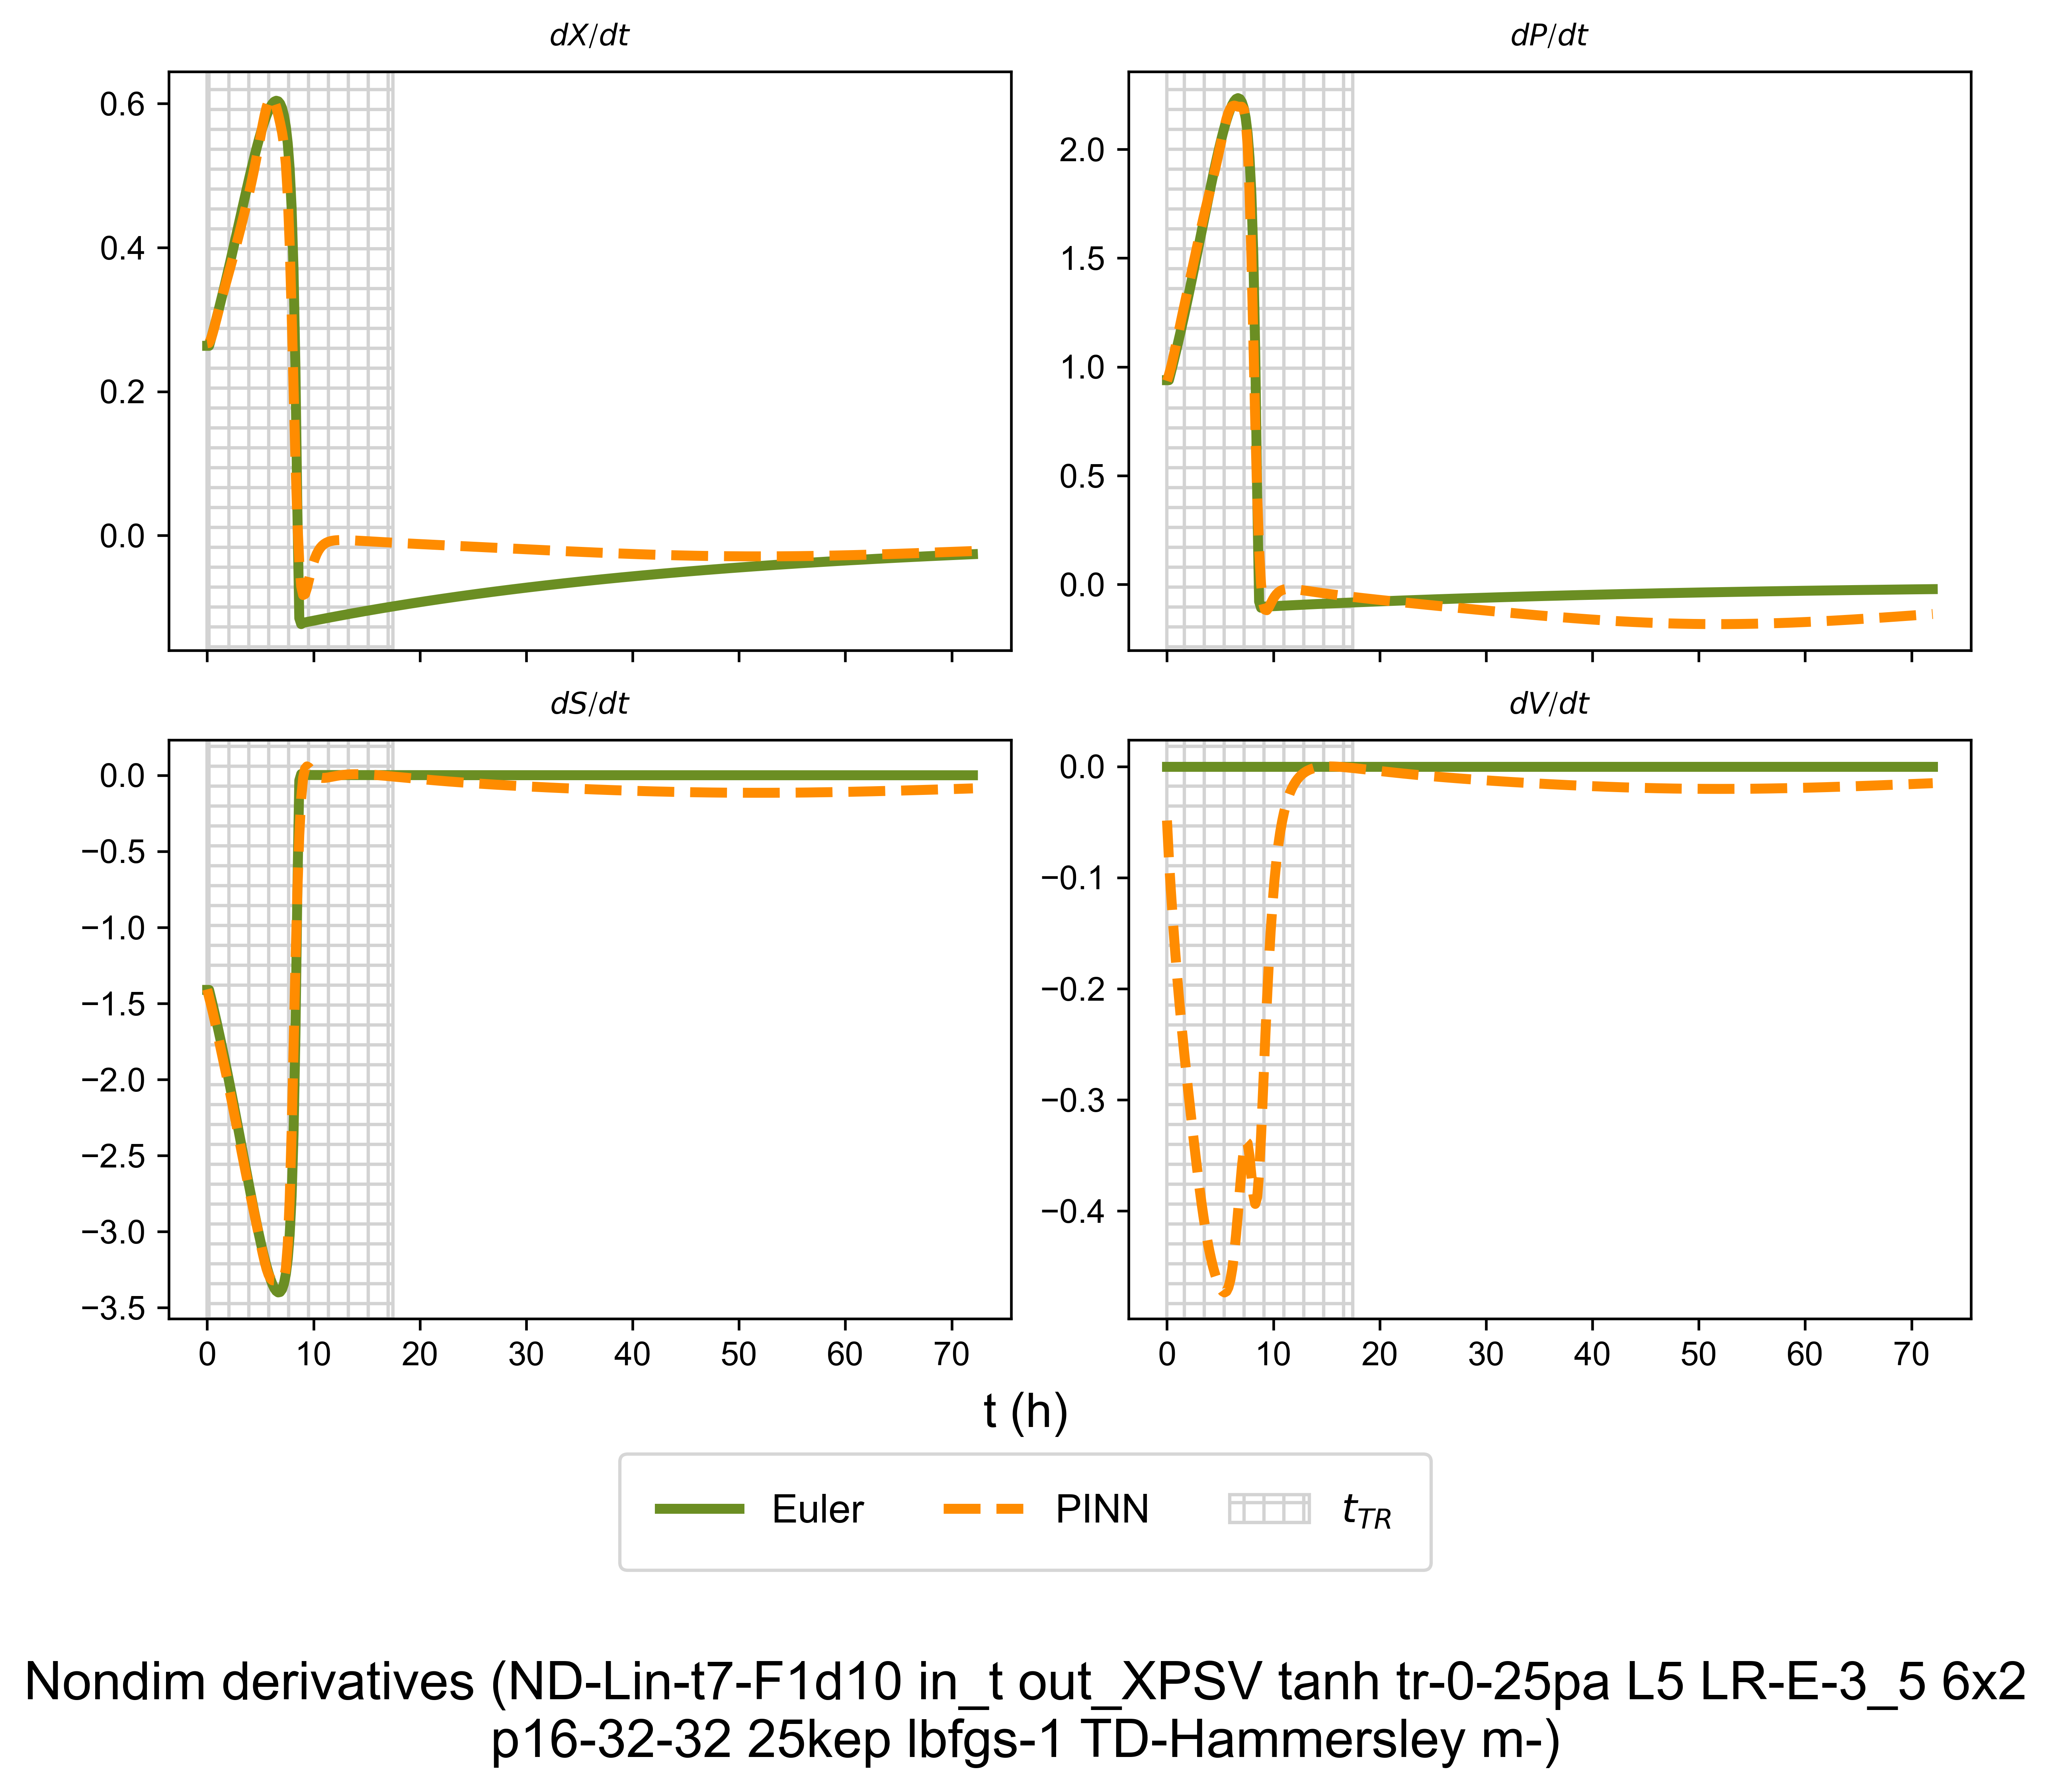 dX/dt
dP/dt
0.6
0.4
0.2
0.0
2.0
1.5
1.0
0.5
0.0
dS/dt
dV/dt
0.0
−0.5
−1.0
−1.5
−2.0
−2.5
−3.0
−3.5
0.0
−0.1
−0.2
−0.3
−0.4
0 10 20 30 40 50 60 70
0 10 20 30 40 50 60 70
t (h)
Euler PINN t_TR
Nondim derivatives (ND-Lin-t7-F1d10 in_t out_XPSV tanh tr-0-25pa L5 LR-E-3_5 6x2
p16-32-32 25kep lbfgs-1 TD-Hammersley m-)